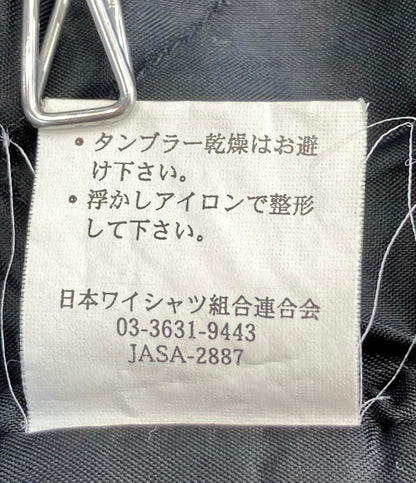 ・タンブラー乾燥はお避
け下さい。
・浮かしアイロンで整形
して下さい。
日本ワイシャツ組合連合会
03-3631-9443
JASA-2887